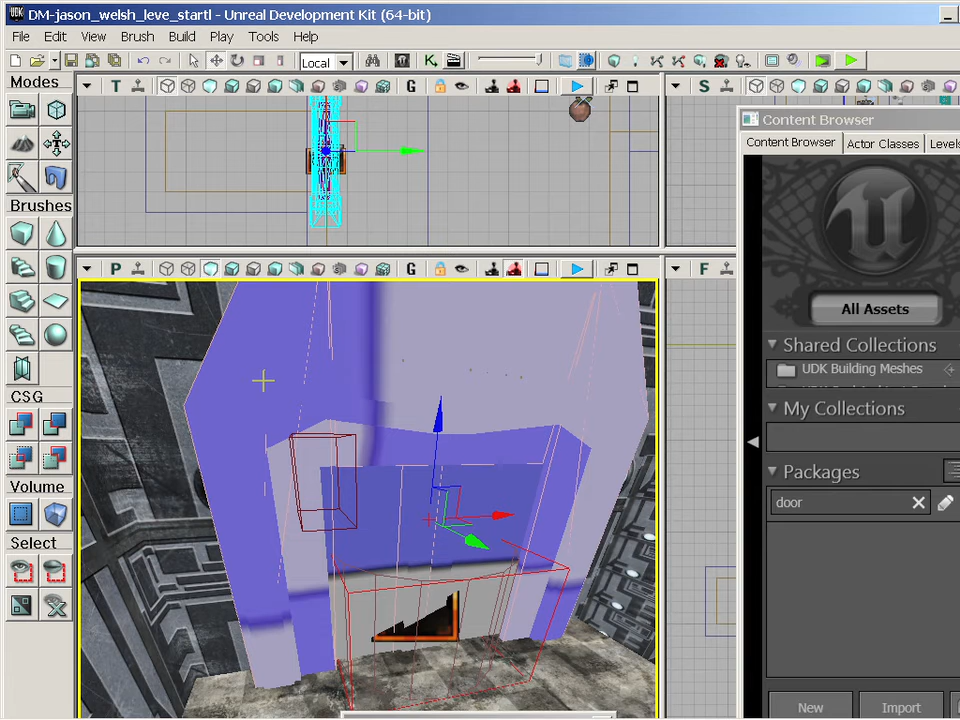 DM-jason_welsh_leve_startl - Unreal Development Kit (64-bit)
File Edit View Brush Build Play Tools Help
Modes
Local
T G S
Content Browser
Content Browser Actor Classes Levels
Brushes
P G F
All Assets
Shared Collections
UDK Building Meshes
CSG
My Collections
Packages
door
Volume
Select
New Import